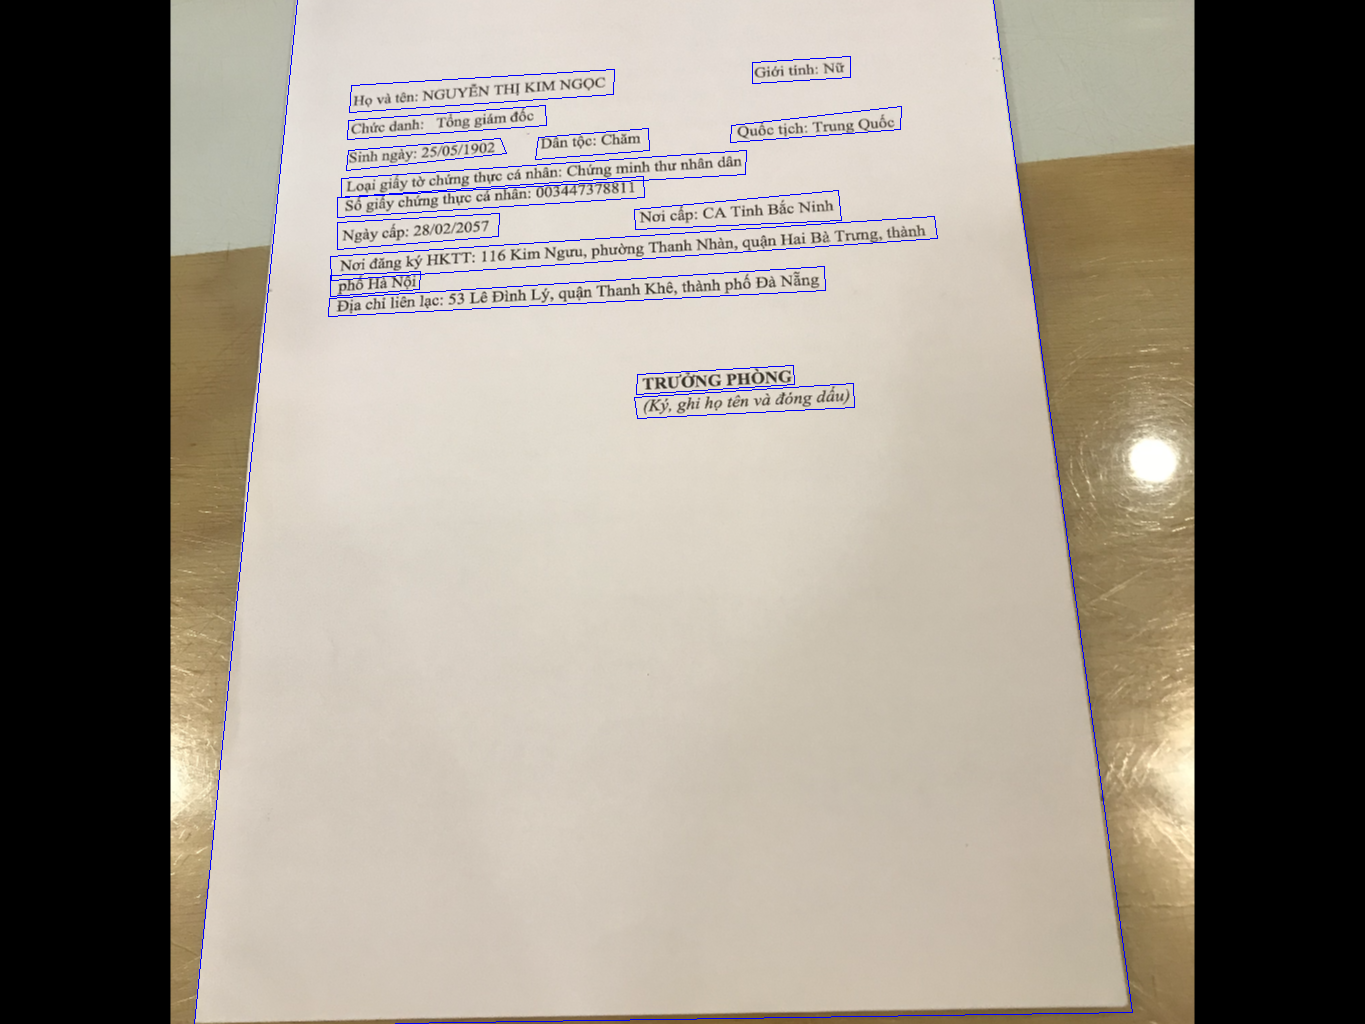 Họ và tên: NGUYỄN THỊ KIM NGỌC Giới tính: Nữ
Chức danh: Tổng giám đốc
Sinh ngày: 25/05/1902 Dân tộc: Chăm Quốc tịch: Trung Quốc
Loại giấy tờ chứng thực cá nhân: Chứng minh thư nhân dân
Số giấy chứng thực cá nhân: 003447378811
Ngày cấp: 28/02/2057 Nơi cấp: CA Tỉnh Bắc Ninh
Nơi đăng ký HKTT: 116 Kim Ngưu, phường Thanh Nhàn, quận Hai Bà Trưng, thành
phố Hà Nội
Địa chỉ liên lạc: 53 Lê Đình Lý, quận Thanh Khê, thành phố Đà Nẵng
TRƯỞNG PHÒNG
(Ký, ghi họ tên và đóng dấu)